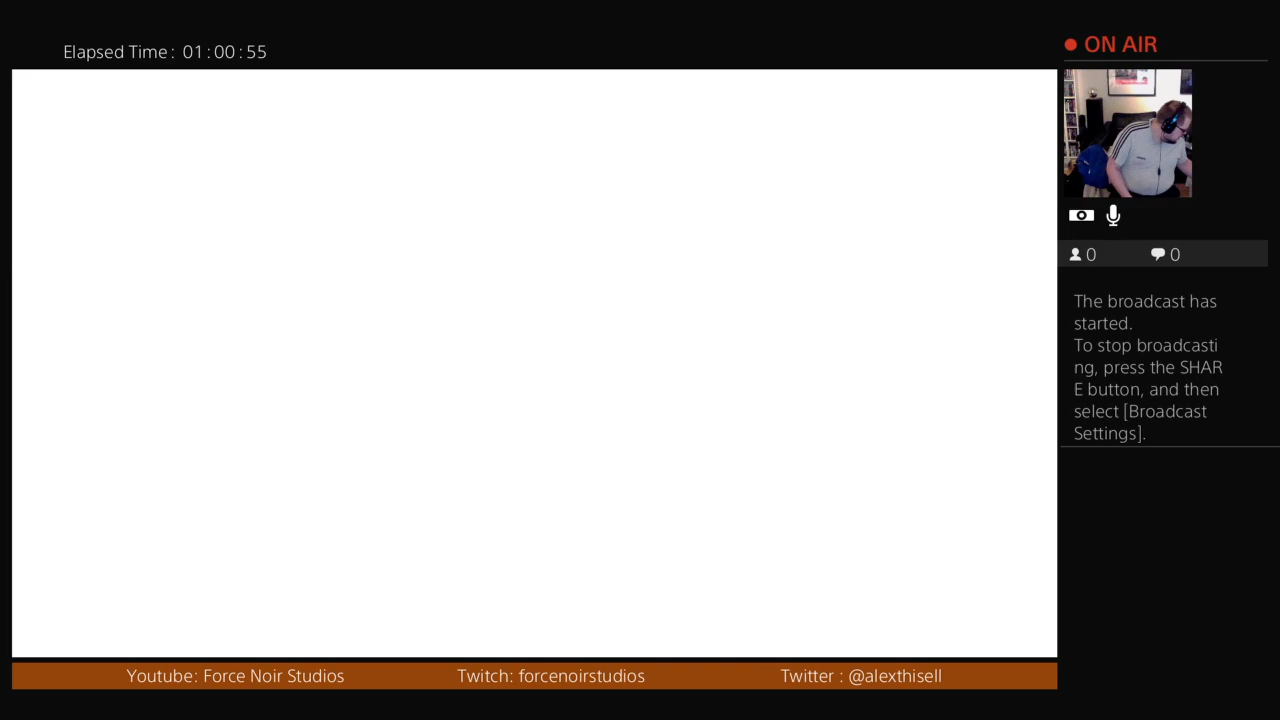 Elapsed Time: 01:00:55
ON AIR
0 0
The broadcast has
started.
To stop broadcasti
ng, press the SHAR
E button, and then
select [Broadcast
Settings].
Youtube: Force Noir Studios Twitch: forcenoirstudios Twitter : @alexthisell